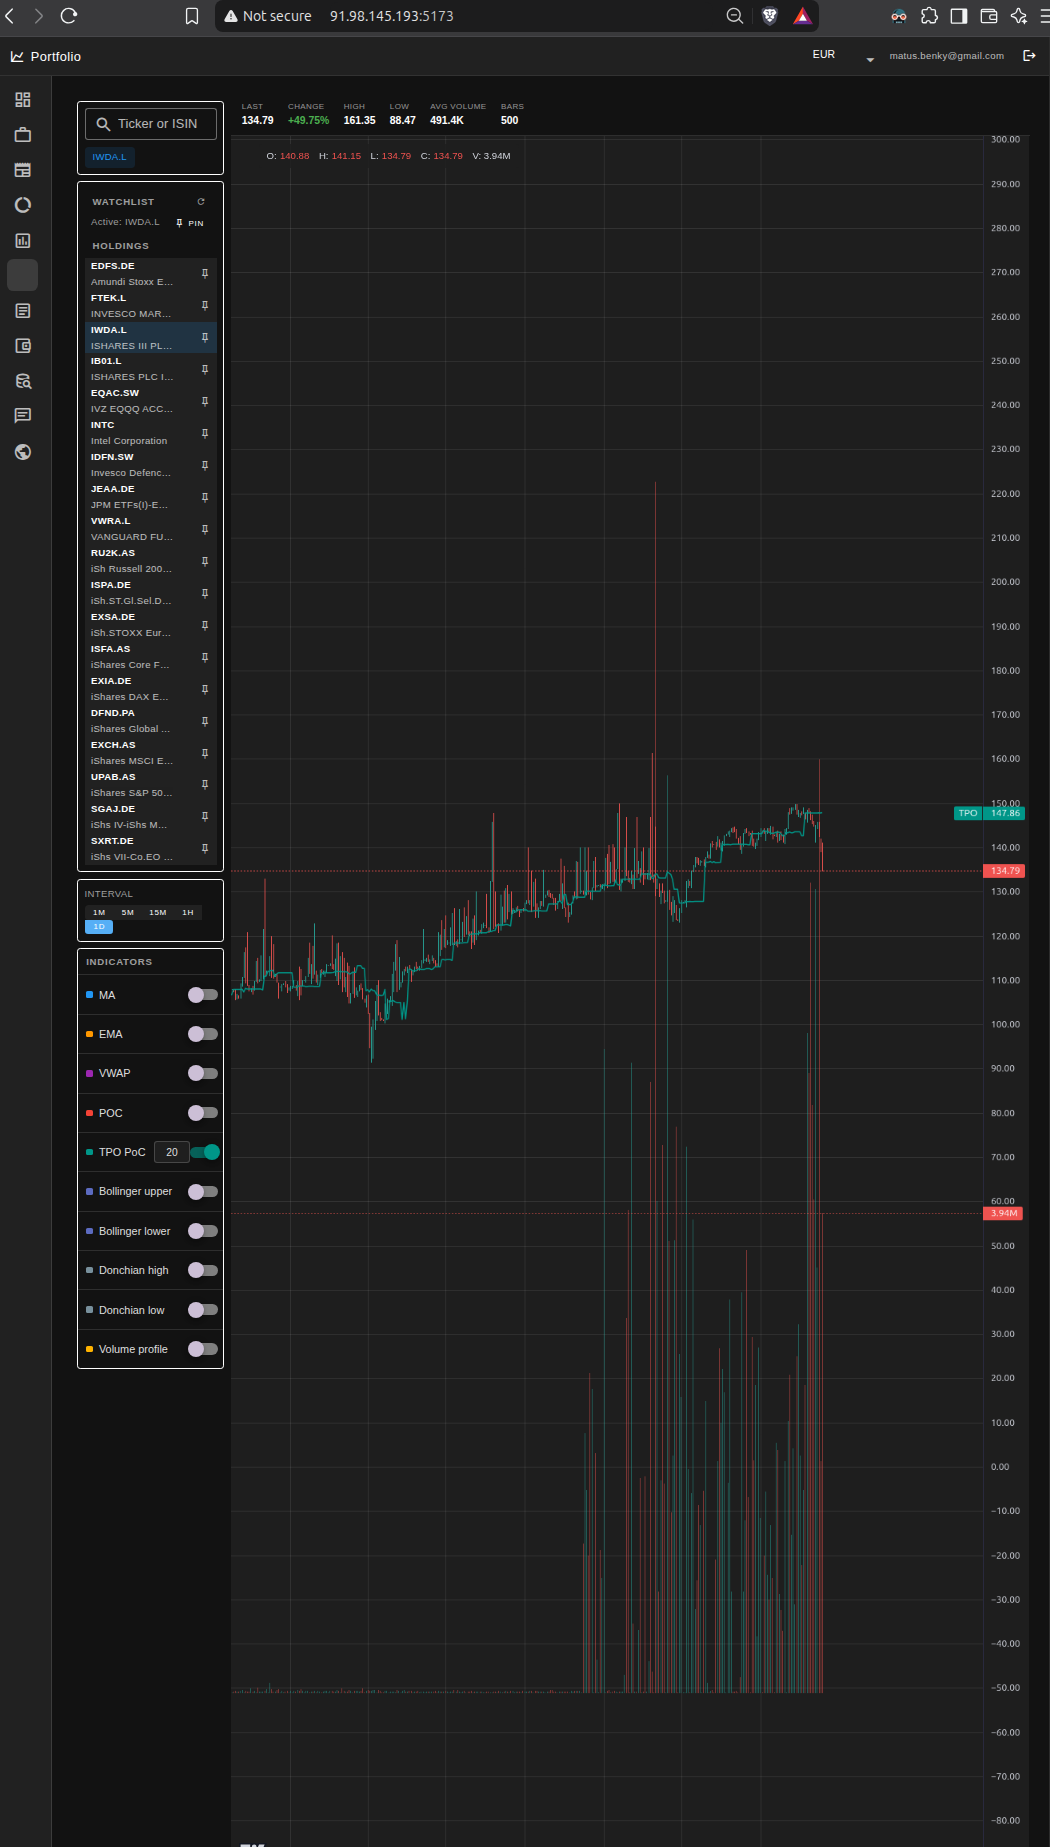 Not secure 91.98.145.193:5173
Portfolio
EUR
matus.benky@gmail.com
Ticker or ISIN
IWDA.L
LAST CHANGE HIGH LOW AVG VOLUME BARS
134.79 +49.75% 161.35 88.47 491.4K 500
O: 140.88 H: 141.15 L: 134.79 C: 134.79 V: 3.94M
WATCHLIST
Active: IWDA.L PIN
HOLDINGS
EDFS.DE
Amundi Stoxx E...
FTEK.L
INVESCO MAR...
IWDA.L
ISHARES III PL...
IB01.L
ISHARES PLC I...
EQAC.SW
IVZ EQQQ ACC...
INTC
Intel Corporation
IDFN.SW
Invesco Defenc...
JEAA.DE
JPM ETFs(I)-E...
VWRA.L
VANGUARD FU...
RU2K.AS
iSh Russell 200...
ISPA.DE
iSh.ST.Gl.Sel.D...
EXSA.DE
iSh.STOXX Eur...
ISFA.AS
iShares Core F...
EXIA.DE
iShares DAX E...
DFND.PA
iShares Global ...
EXCH.AS
iShares MSCI E...
UPAB.AS
iShares S&P 50...
SGAJ.DE
iShs IV-iShs M...
SXRT.DE
iShs VII-Co.EO ...
INTERVAL
1M 5M 15M 1H
1D
INDICATORS
MA
EMA
VWAP
POC
TPO PoC 20
Bollinger upper
Bollinger lower
Donchian high
Donchian low
Volume profile
300.00
290.00
280.00
270.00
260.00
250.00
240.00
230.00
220.00
210.00
200.00
190.00
180.00
170.00
160.00
150.00
TPO 147.86
140.00
134.79
130.00
120.00
110.00
100.00
90.00
80.00
70.00
60.00
3.94M
50.00
40.00
30.00
20.00
10.00
0.00
−10.00
−20.00
−30.00
−40.00
−50.00
−60.00
−70.00
−80.00